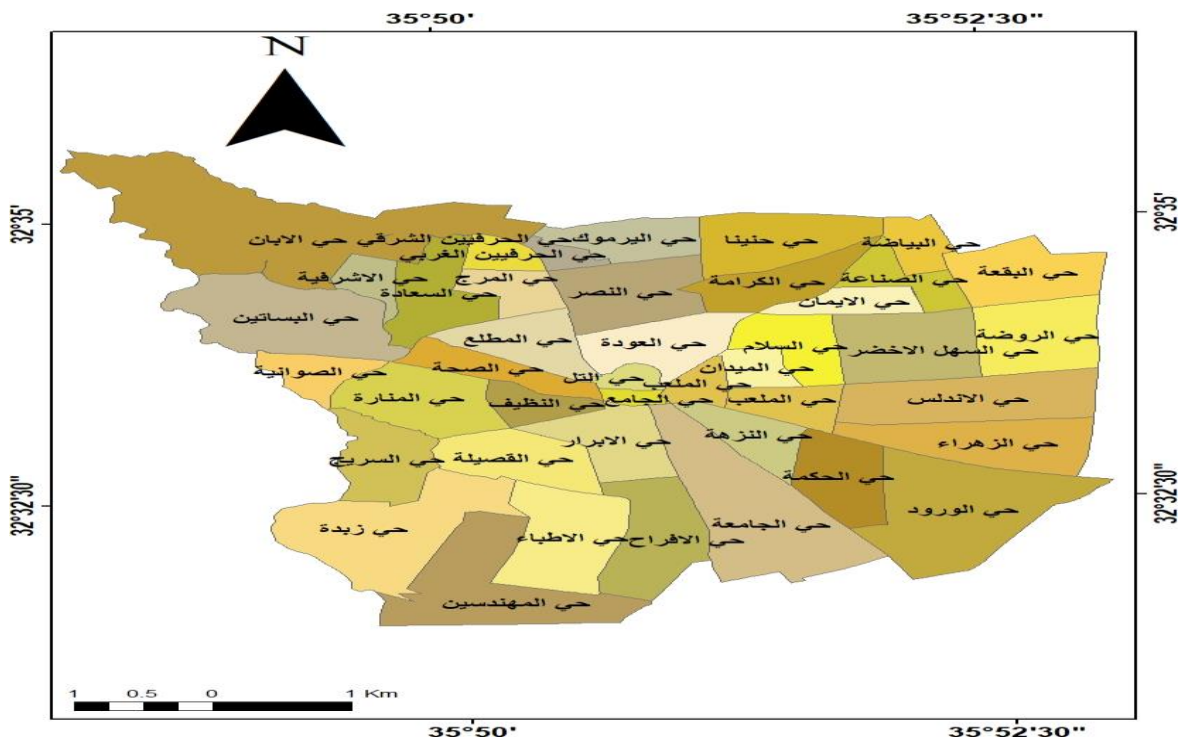 35°50' 35°52'30"
N
32°35' 32°35'
حي الابان
حي الحرفيين الشرقي
حي اليرموك
حي حنينا
حي البياضة
حي الحرفيين الغربي
حي الاشرفية
حي المرج
حي السعادة
حي النصر
حي الكرامة
حي الصناعة
حي البقعة
حي الايمان
حي البساتين
حي المطلع
حي العودة
حي السلام
حي السهل الاخضر
حي الروضة
حي الصوانية
حي الصحة
حي التل
حي الميدان
حي الملعب
حي المنارة
حي النظيف
حي الجامع
حي الملعب
حي الاندلس
حي السريج
حي القصيلة
حي الابرار
حي النزهة
حي الزهراء
حي الحكمة
32°32'30" 32°32'30"
حي زبدة
حي الاطباء
حي الافراح
حي الجامعة
حي الورود
حي المهندسين
1 0.5 0 1 Km
35°50' 35°52'30"